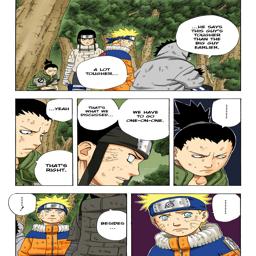 ...HE SAYS
THIS GUY'S
TOUGHER
THAN THE
BIG GUY
EARLIER.
A LOT
TOUGHER...
...YEAH
THAT'S
RIGHT.
THAT'S
WHAT WE
DISCUSSED...
WE HAVE
TO GO
ONE-ON-ONE.
........
BESIDES
...
........